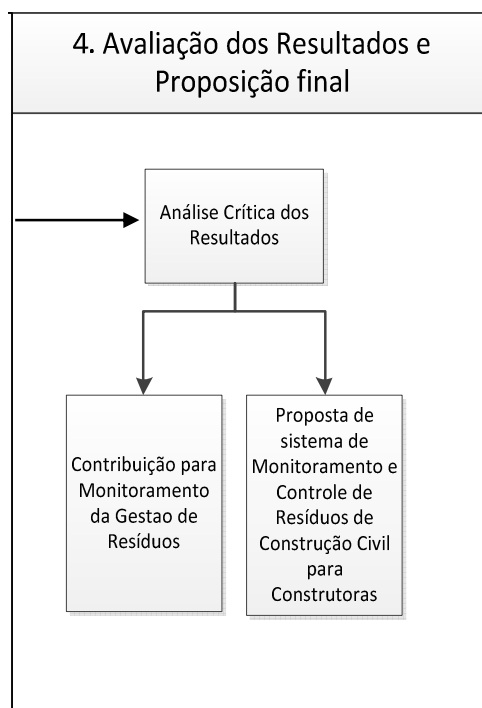 4. Avaliação dos Resultados e
Proposição final
Análise Crítica dos
Resultados
Contribuição para
Monitoramento
da Gestao de
Resíduos
Proposta de
sistema de
Monitoramento e
Controle de
Resíduos de
Construção Civil
para
Construtoras